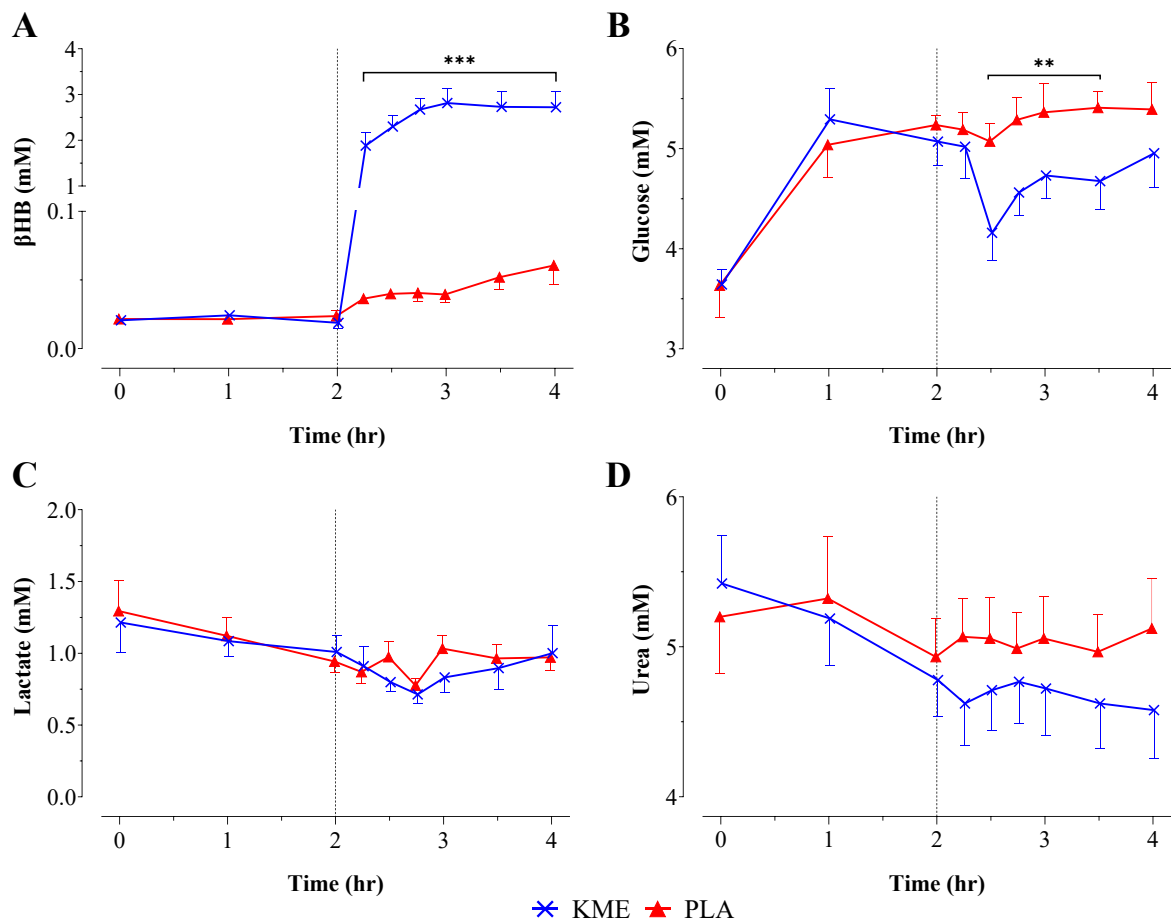 A
βHB (mM)
4
3
2
1
0.1
0.0
***
0 1 2 3 4
Time (hr)
B
Glucose (mM)
6
5
4
3
**
0 1 2 3 4
Time (hr)
C
Lactate (mM)
2.0
1.5
1.0
0.5
0.0
0 1 2 3 4
Time (hr)
D
Urea (mM)
6
5
4
0 1 2 3 4
Time (hr)
KME PLA